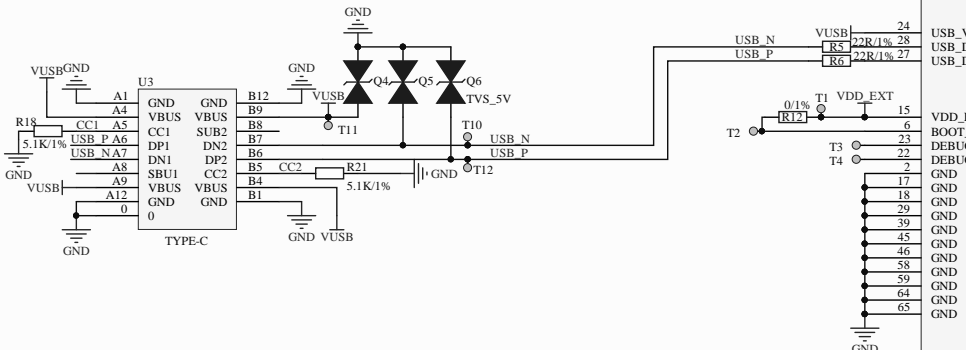 GND
VUSB
24
USB_N
R5
22R/1%
28
USB_P
R6
22R/1%
27
VUSB
GND
U3
GND
Q4
Q5
Q6
TVS_5V
VUSB
T11
A1
GND
GND
B12
A4
VBUS
VBUS
B9
R18
5.1K/1%
CC1
A5
CC1
SUB2
B8
USB_P
A6
DP1
DN2
B7
T10
USB_N
USB_N
A7
DN1
DP2
B6
USB_P
T12
A8
SBU1
CC2
B5
CC2
R21
5.1K/1%
GND
VUSB
A9
VBUS
VBUS
B4
A12
GND
GND
B1
0
0
GND
GND
GND
VUSB
TYPE-C
0/1%
R12
T1
VDD_EXT
15
T2
6
T3
23
T4
22
2
GND
17
GND
18
GND
29
GND
39
GND
45
GND
46
GND
58
GND
59
GND
64
GND
65
GND
GND